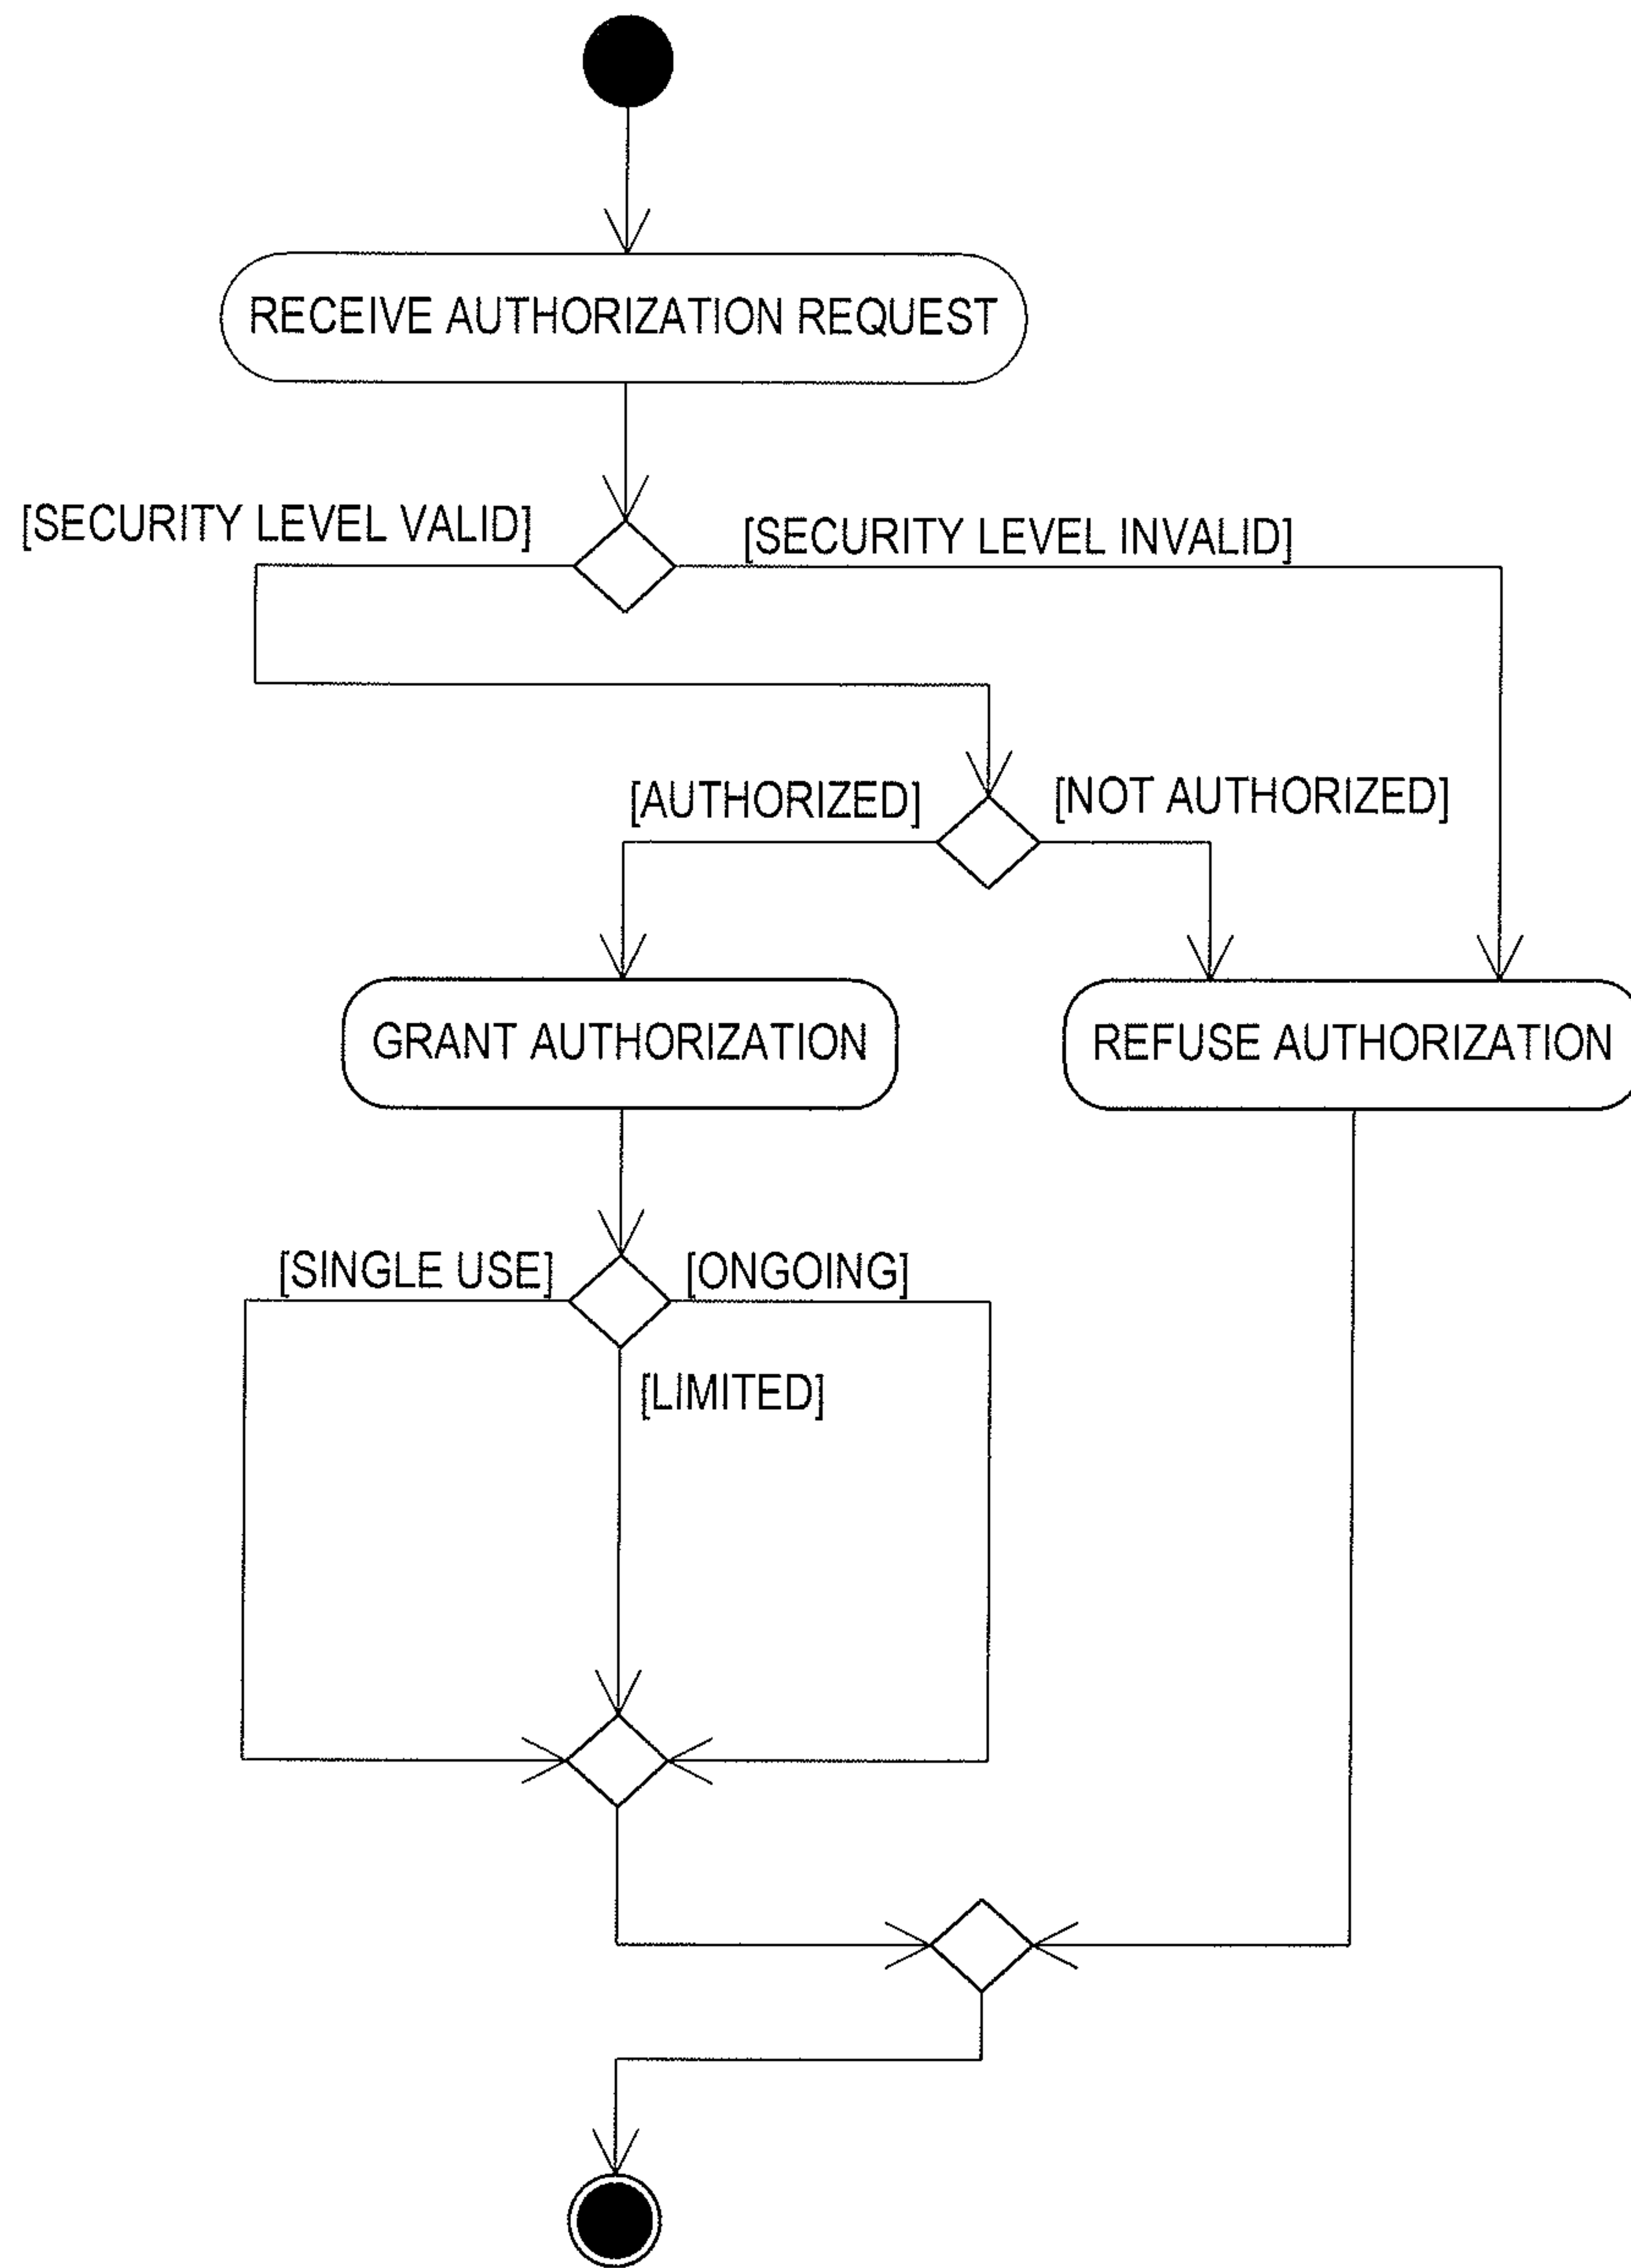 RECEIVE AUTHORIZATION REQUEST
[SECURITY LEVEL VALID]
[SECURITY LEVEL INVALID]
[AUTHORIZED]
[NOT AUTHORIZED]
GRANT AUTHORIZATION
REFUSE AUTHORIZATION
[SINGLE USE]
[ONGOING]
[LIMITED]